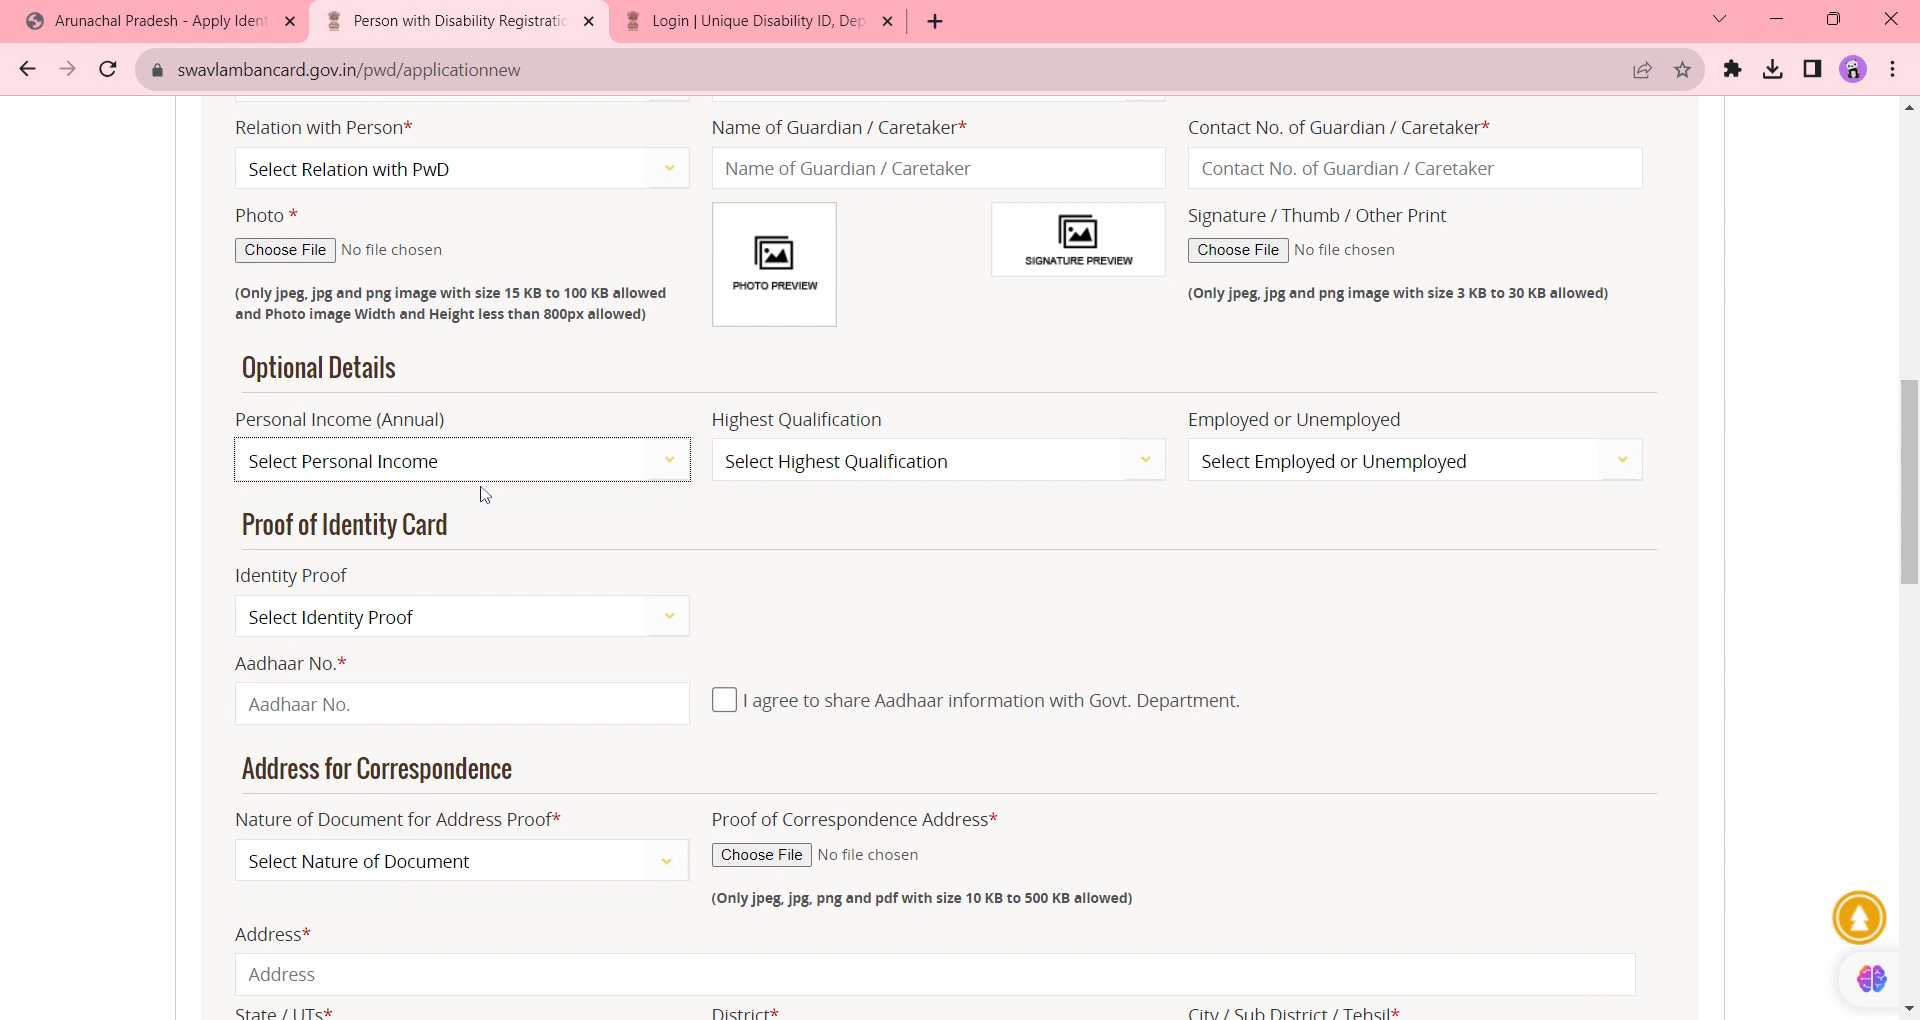 Arunachal Pradesh - Apply Ident
Person with Disability Registratio
Login | Unique Disability ID, Dep
swavlambancard.gov.in/pwd/applicationnew
Relation with Person*
Name of Guardian / Caretaker*
Contact No. of Guardian / Caretaker*
Select Relation with PwD
Name of Guardian / Caretaker
Contact No. of Guardian / Caretaker
Photo *
Signature / Thumb / Other Print
Choose File No file chosen
PHOTO PREVIEW
SIGNATURE PREVIEW
Choose File No file chosen
(Only jpeg, jpg and png image with size 15 KB to 100 KB allowed
and Photo image Width and Height less than 800px allowed)
(Only jpeg, jpg and png image with size 3 KB to 30 KB allowed)
Optional Details
Personal Income (Annual)
Highest Qualification
Employed or Unemployed
Select Personal Income
Select Highest Qualification
Select Employed or Unemployed
Proof of Identity Card
Identity Proof
Select Identity Proof
Aadhaar No.*
Aadhaar No.
I agree to share Aadhaar information with Govt. Department.
Address for Correspondence
Nature of Document for Address Proof*
Proof of Correspondence Address*
Select Nature of Document
Choose File No file chosen
(Only jpeg, jpg, png and pdf with size 10 KB to 500 KB allowed)
Address*
Address
State / UTs*
District*
City / Sub District / Tehsil*